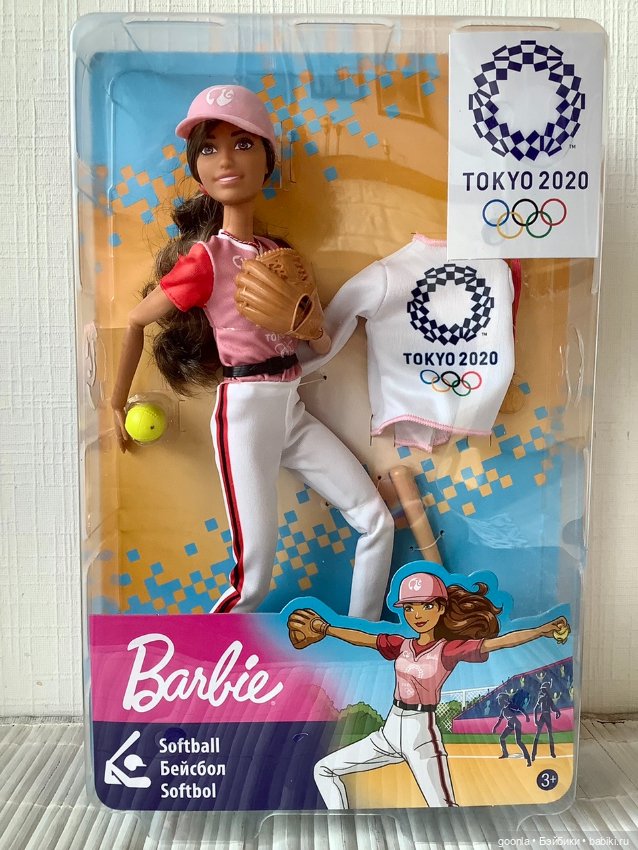 TOKYO 2020
TOKYO 2020
Barbie
Softball
Бейсбол
Softbol
3+
goonla • Бэйбики • babiki.ru